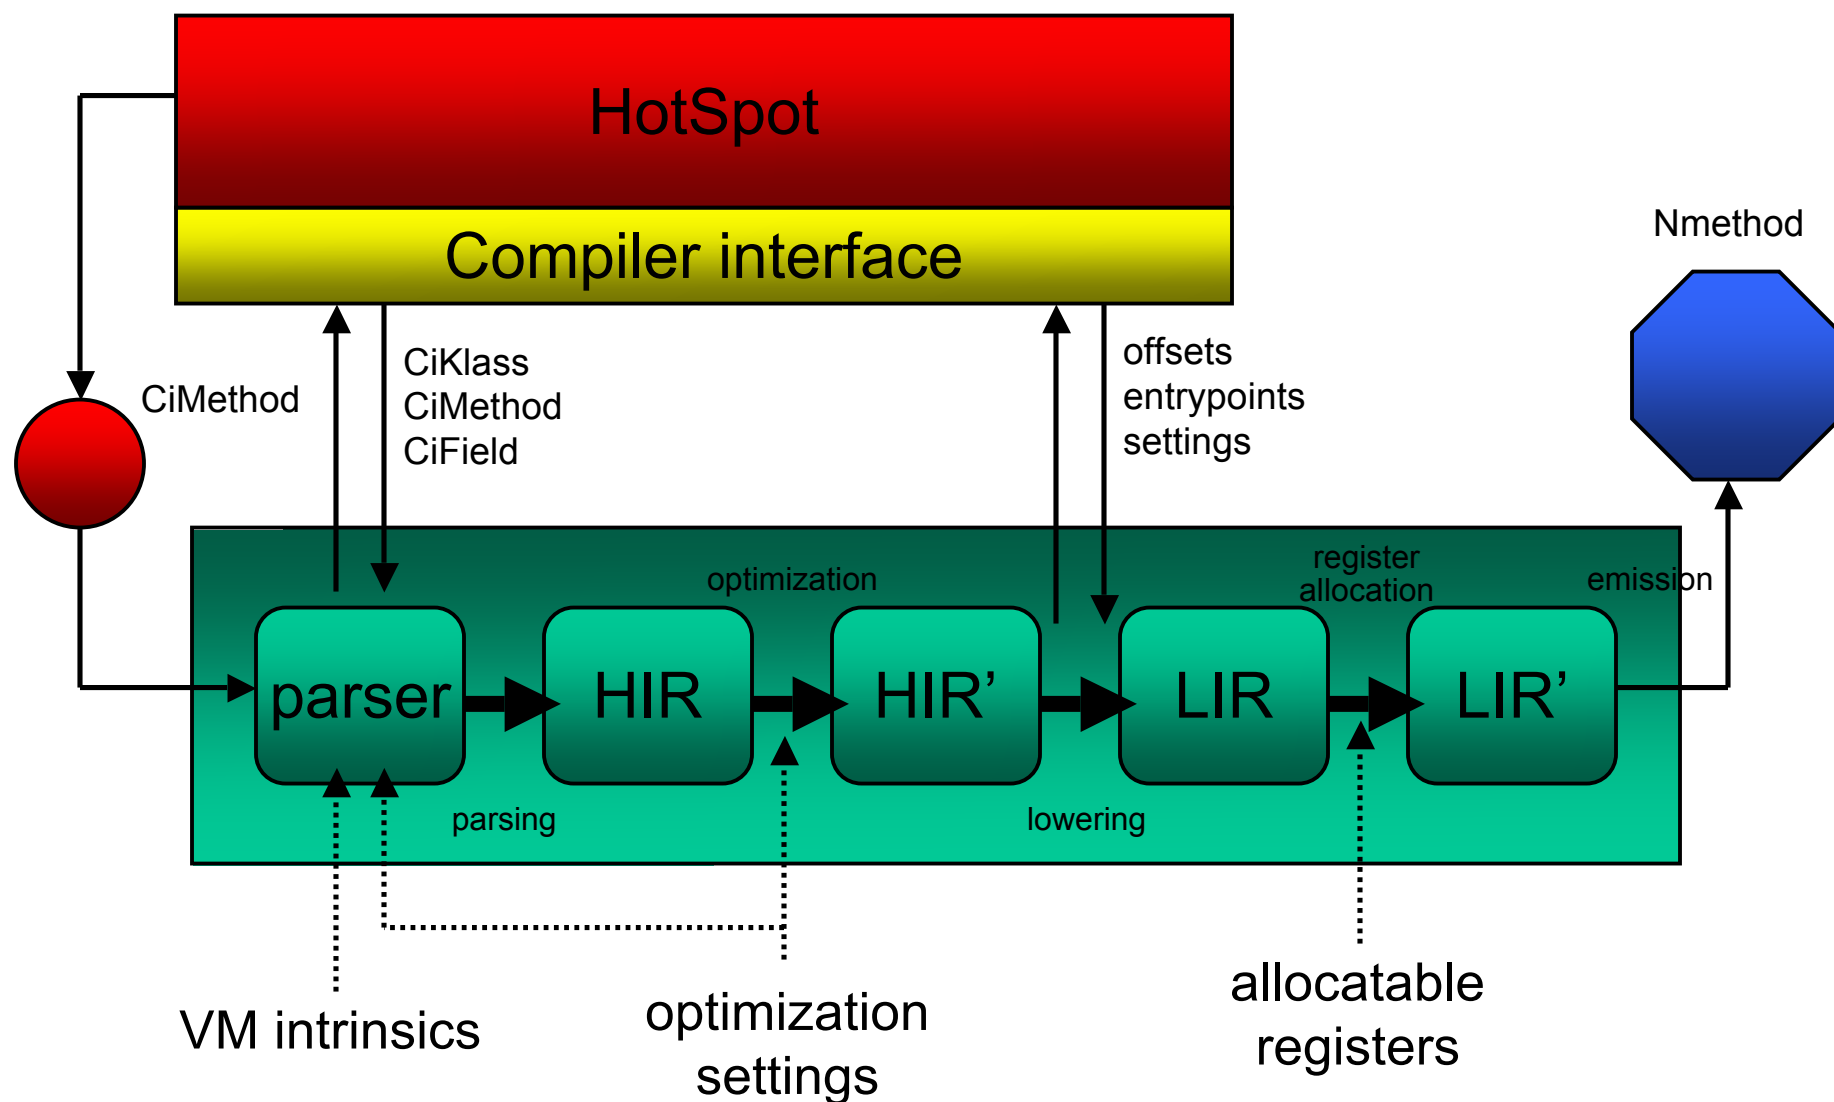 HotSpot
Compiler interface
Nmethod
CiMethod
CiKlass
CiMethod
CiField
offsets
entrypoints
settings
optimization
register
allocation
emission
parser
HIR
HIR’
LIR
LIR’
parsing
lowering
VM intrinsics
optimization
settings
allocatable
registers